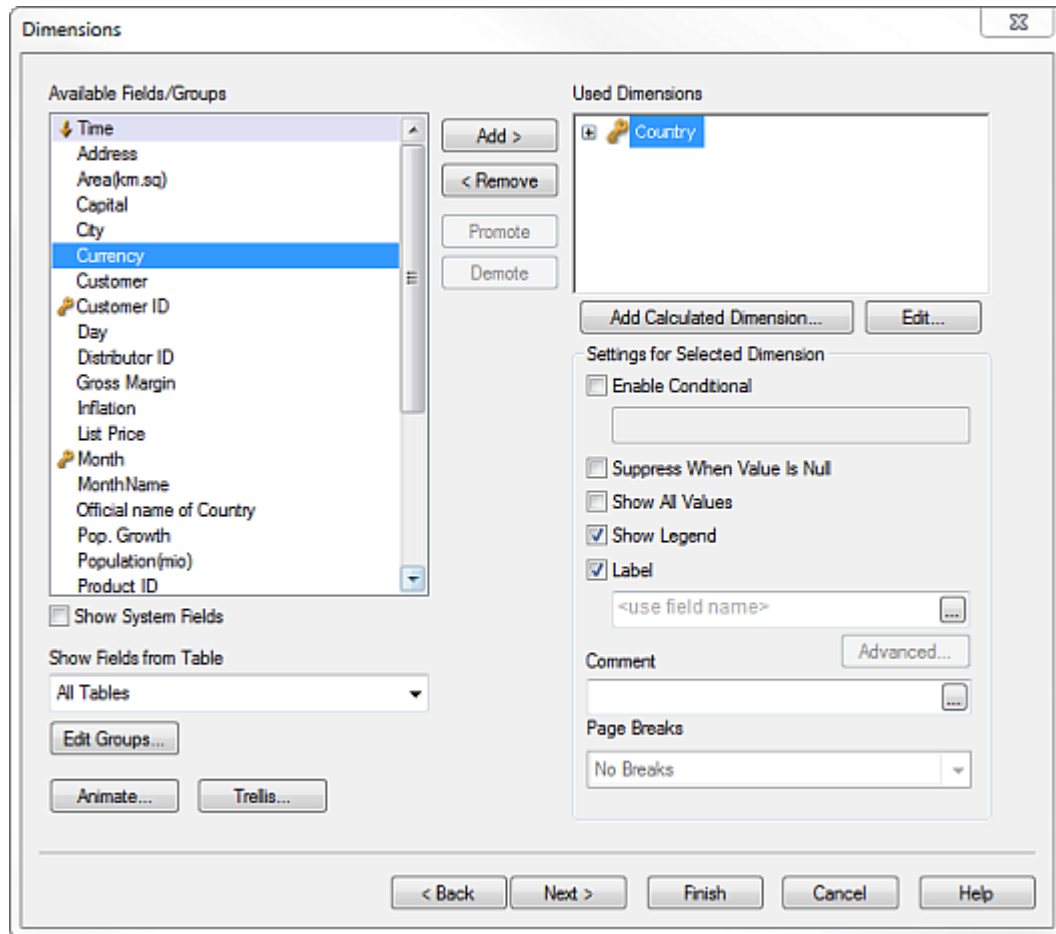 Dimensions
Available Fields/Groups
Time
Address
Area(km.sq)
Capital
City
Currency
Customer
Customer ID
Day
Distributor ID
Gross Margin
Inflation
List Price
Month
MonthName
Official name of Country
Pop. Growth
Population(mio)
Product ID
Show System Fields
Show Fields from Table
All Tables
Edit Groups...
Animate... Trellis...
Add >
< Remove
Promote
Demote
Used Dimensions
Country
Add Calculated Dimension... Edit...
Settings for Selected Dimension
Enable Conditional
Suppress When Value Is Null
Show All Values
Show Legend
Label
<use field name> ...
Advanced...
Comment
...
Page Breaks
No Breaks
< Back Next > Finish Cancel Help